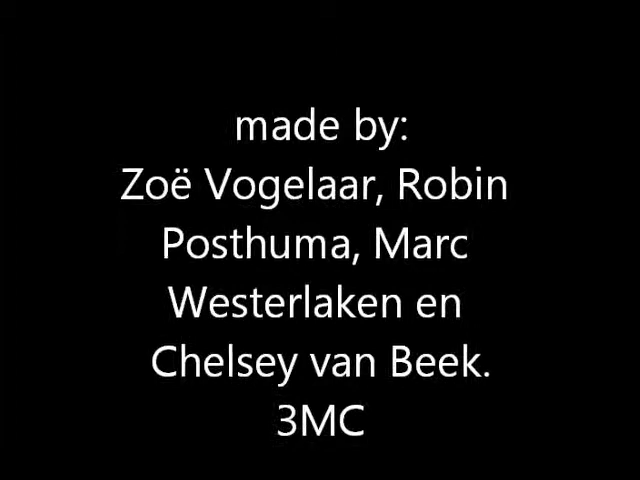 made by:
Zoë Vogelaar, Robin
Posthuma, Marc
Westerlaken en
Chelsey van Beek.
3MC